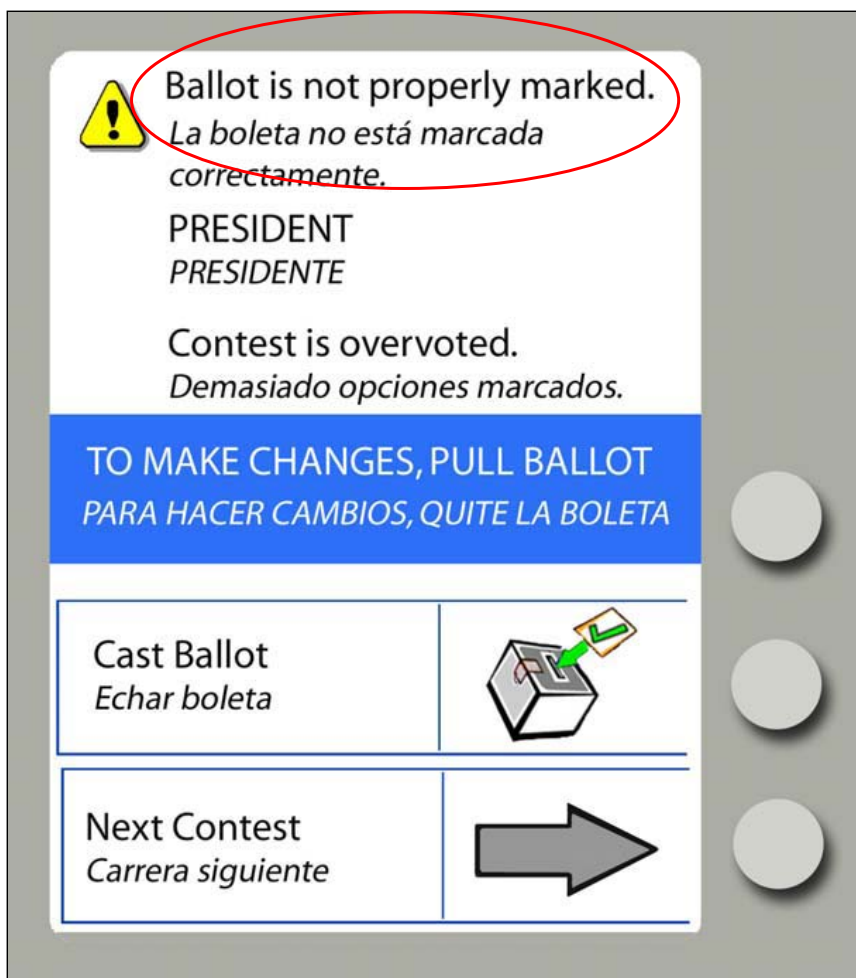 Ballot is not properly marked.
La boleta no está marcada
correctamente.
PRESIDENT
PRESIDENTE
Contest is overvoted.
Demasiado opciones marcados.
TO MAKE CHANGES, PULL BALLOT
PARA HACER CAMBIOS, QUITE LA BOLETA
Cast Ballot
Echar boleta
Next Contest
Carrera siguiente